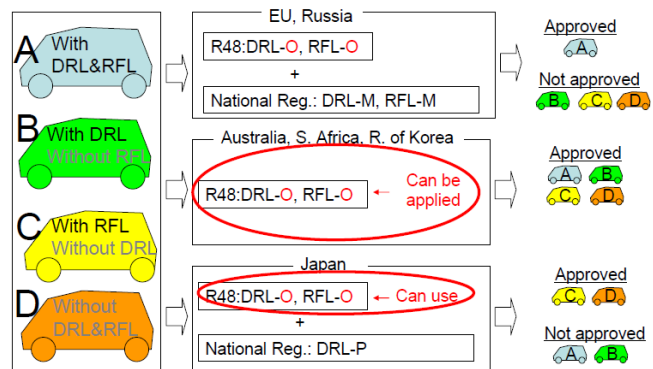 A
With
DRL&RFL
B
With DRL
Without RFL
C
With RFL
Without DRL
D
Without
DRL&RFL
EU, Russia
R48:DRL-O, RFL-O
+
National Reg.: DRL-M, RFL-M
Approved
A
Not approved
B C D
Australia, S. Africa, R. of Korea
R48:DRL-O, RFL-O
← Can be
applied
Approved
A B
C D
Japan
R48:DRL-O, RFL-O
← Can use
+
National Reg.: DRL-P
Approved
C D
Not approved
A B